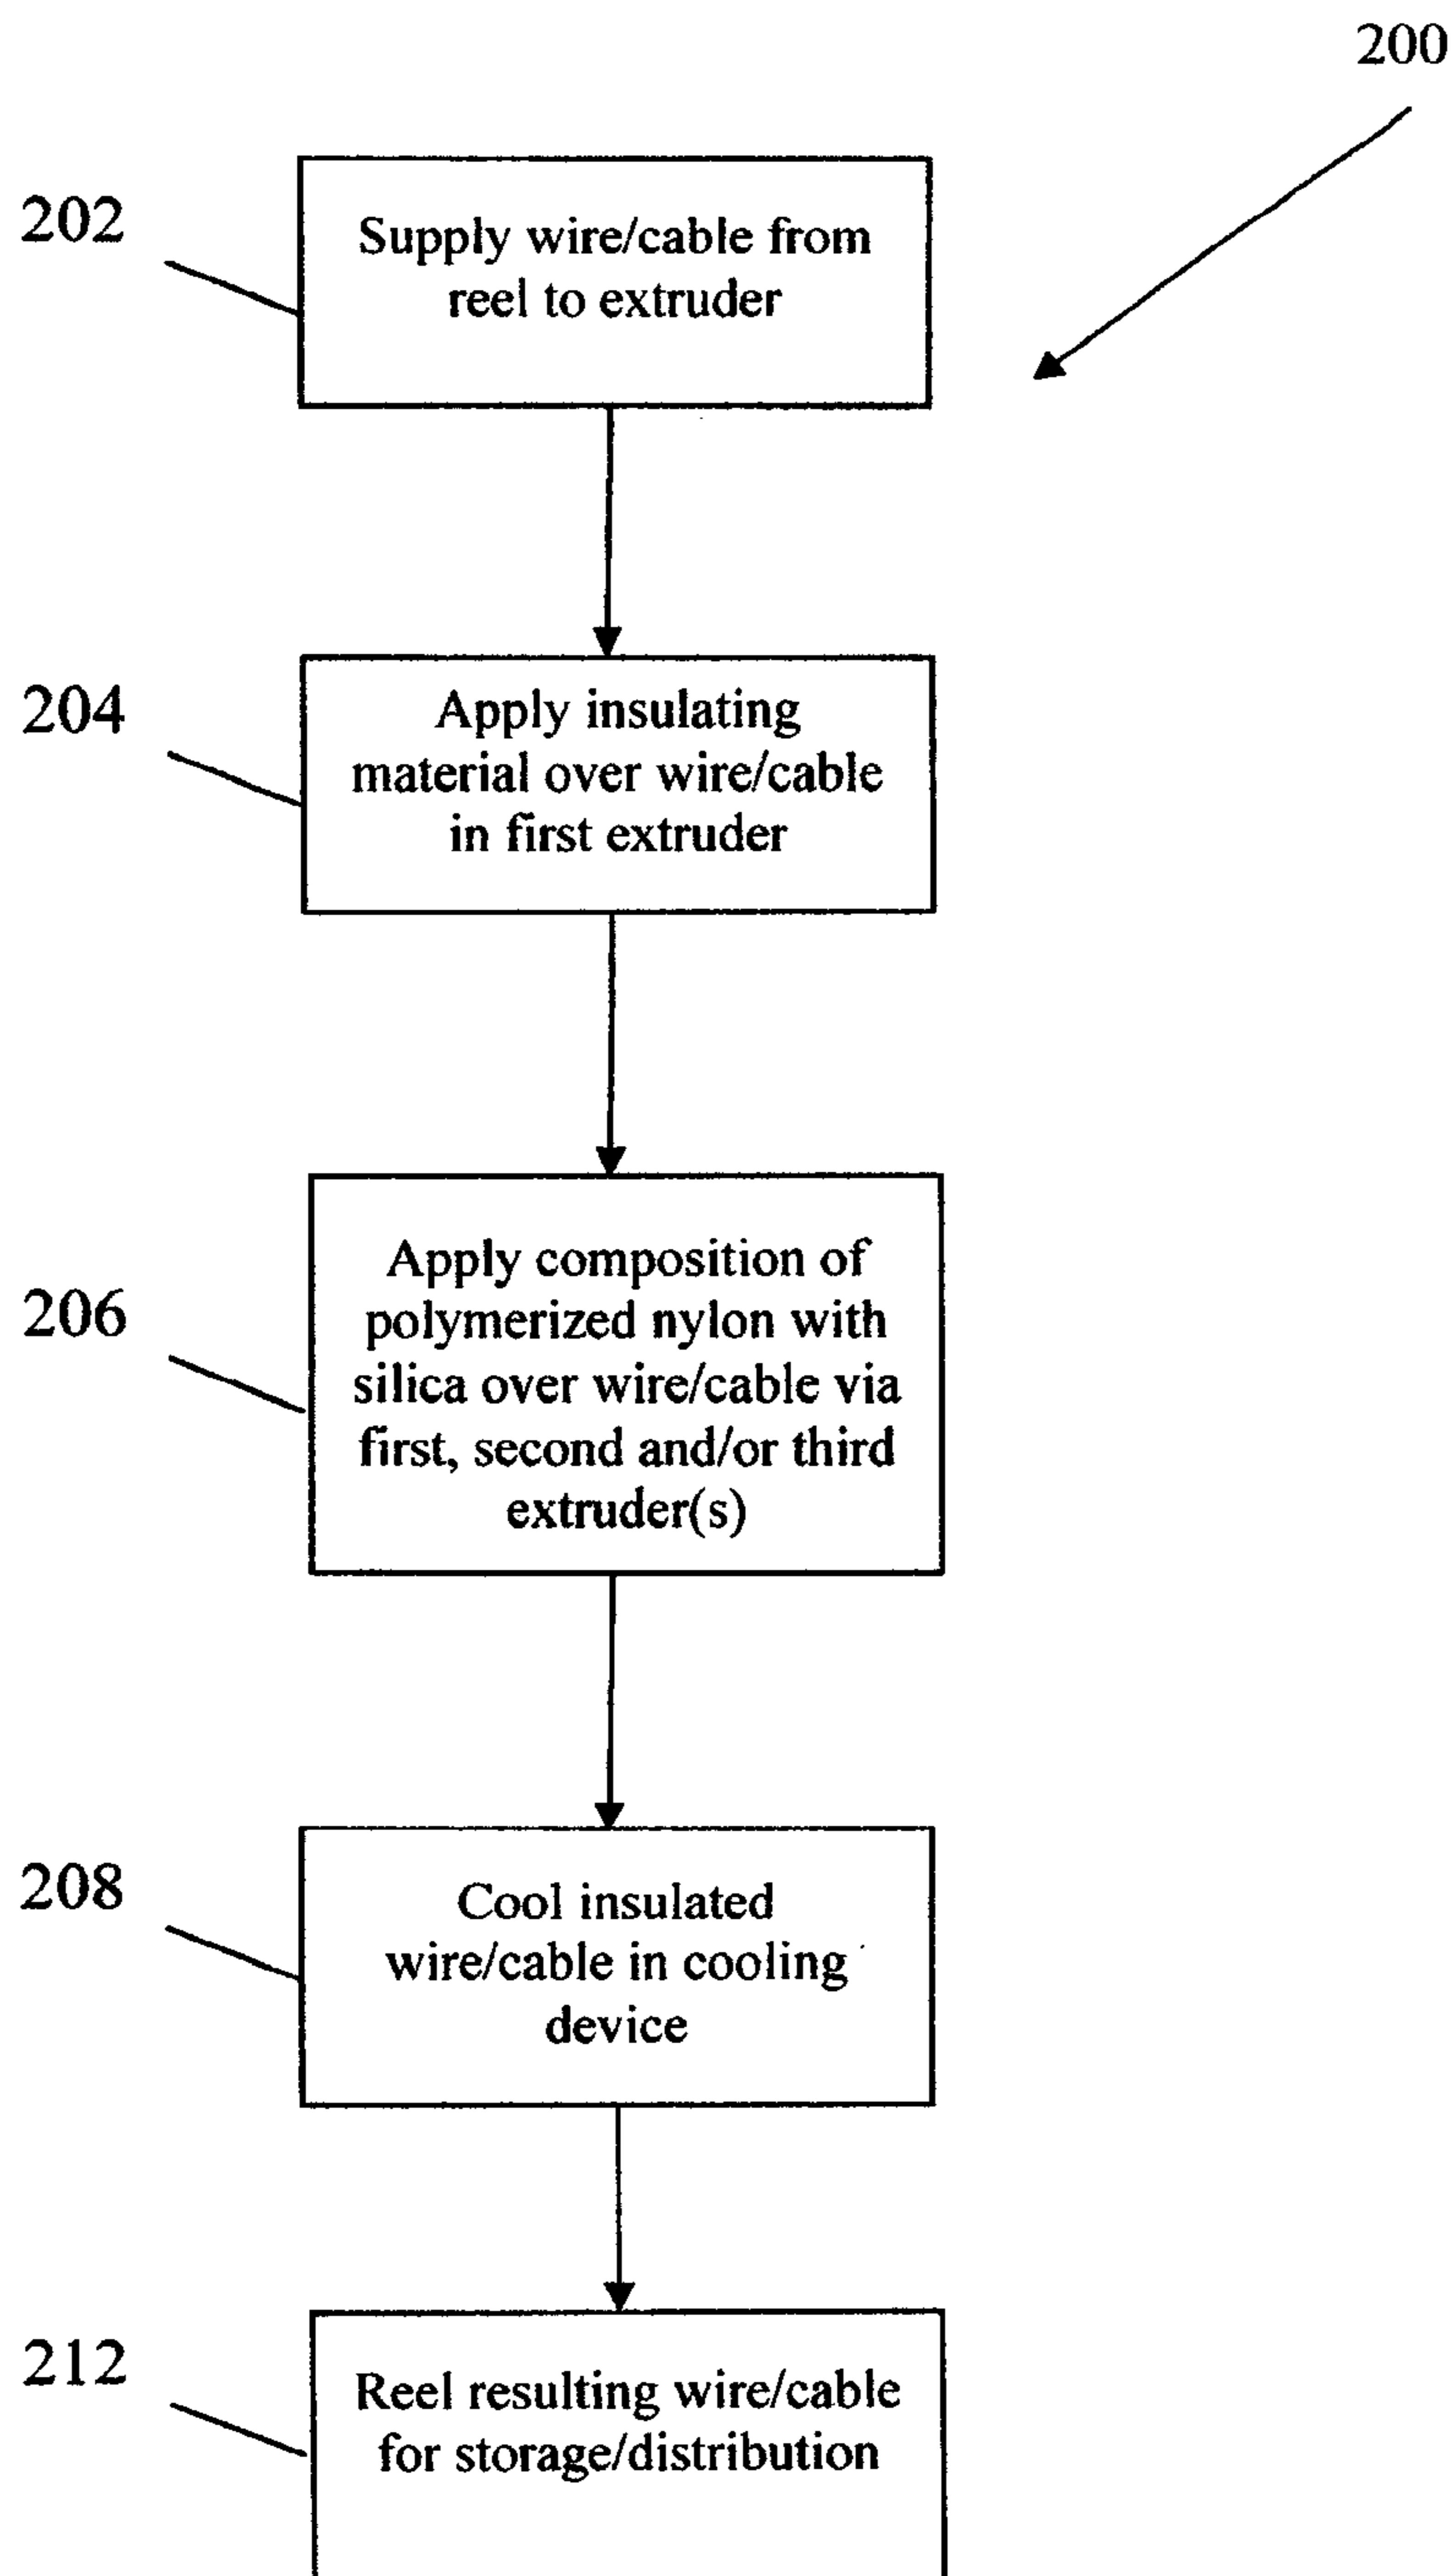 200
202
Supply wire/cable from
reel to extruder
204
Apply insulating
material over wire/cable
in first extruder
206
Apply composition of
polymerized nylon with
silica over wire/cable via
first, second and/or third
extruder(s)
208
Cool insulated
wire/cable in cooling
device
212
Reel resulting wire/cable
for storage/distribution